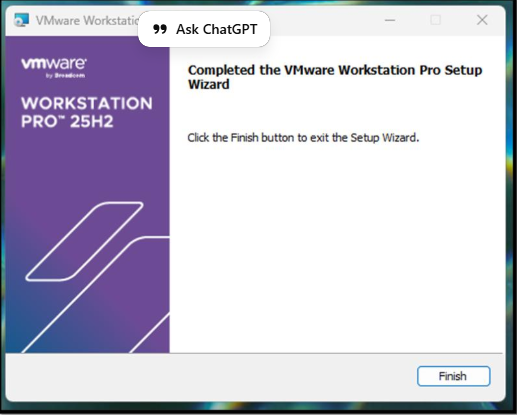 VMware Workstatio
❞ Ask ChatGPT
vmware®
by Broadcom
WORKSTATION
PRO™ 25H2
Completed the VMware Workstation Pro Setup
Wizard
Click the Finish button to exit the Setup Wizard.
Finish